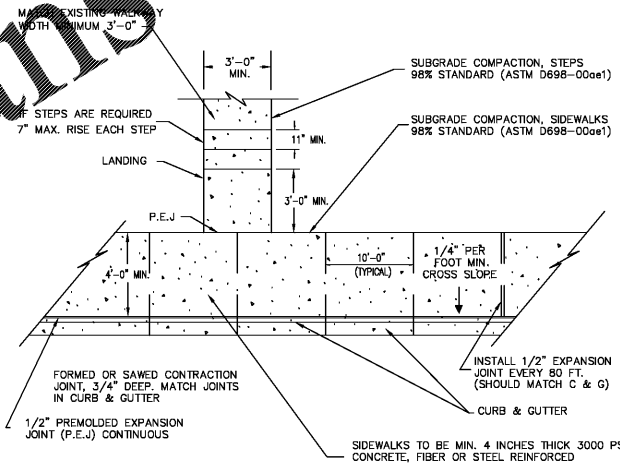 MATCH EXISTING WALKWAY
WIDTH MINIMUM 3'-0"
3'-0"
MIN.
SUBGRADE COMPACTION, STEPS
98% STANDARD (ASTM D698-00ae1)
IF STEPS ARE REQUIRED
7" MAX. RISE EACH STEP
11" MIN.
SUBGRADE COMPACTION, SIDEWALKS
98% STANDARD (ASTM D698-00ae1)
LANDING
3'-0" MIN.
P.E.J
4'-0" MIN.
10'-0"
(TYPICAL)
1/4" PER
FOOT MIN.
CROSS SLOPE
FORMED OR SAWED CONTRACTION
JOINT, 3/4" DEEP. MATCH JOINTS
IN CURB & GUTTER
INSTALL 1/2" EXPANSION
JOINT EVERY 80 FT.
(SHOULD MATCH C & G)
CURB & GUTTER
1/2" PREMOLDED EXPANSION
JOINT (P.E.J) CONTINUOUS
SIDEWALKS TO BE MIN. 4 INCHES THICK 3000 PS
CONCRETE, FIBER OR STEEL REINFORCED